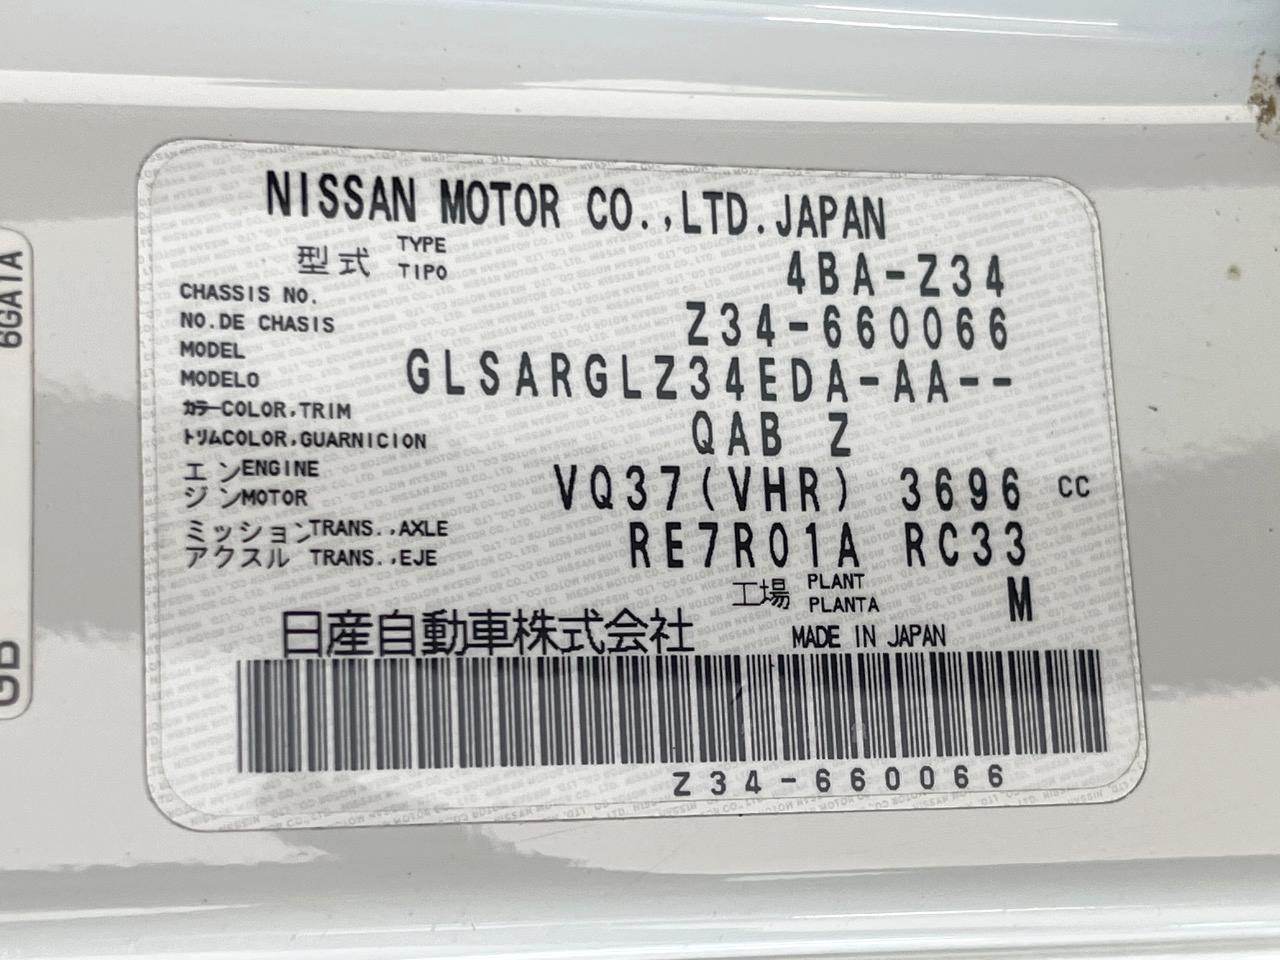 NISSAN MOTOR CO.,LTD.JAPAN
型式 TYPE TIPO 4BA-Z34
CHASSIS NO.
NO.DE CHASIS Z34-660066
MODEL
MODELO GLSARGLZ34EDA-AA--
カラーCOLOR,TRIM
トリムCOLOR,GUARNICION QAB Z
エンENGINE
ジンMOTOR VQ37(VHR) 3696 CC
ミッションTRANS.,AXLE
アクスル TRANS.,EJE RE7R01A RC33
工場 PLANT PLANTA M
日産自動車株式会社 MADE IN JAPAN
Z34-660066
6GA1A